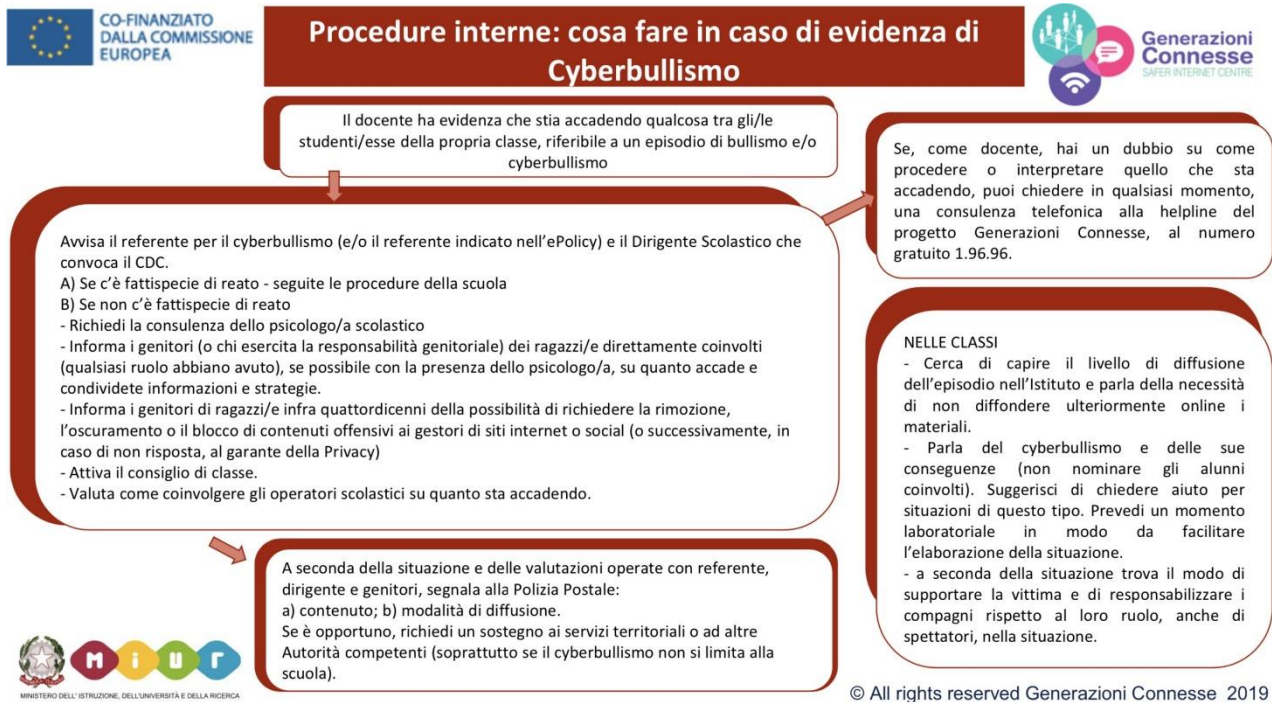 CO-FINANZIATO
DALLA COMMISSIONE
EUROPEA
Procedure interne: cosa fare in caso di evidenza di
Cyberbullismo
Generazioni
Connesse
SAFER INTERNET CENTRE
Il docente ha evidenza che stia accadendo qualcosa tra gli/le
studenti/esse della propria classe, riferibile a un episodio di bullismo e/o
cyberbullismo
Se, come docente, hai un dubbio su come
procedere o interpretare quello che sta
accadendo, puoi chiedere in qualsiasi momento,
una consulenza telefonica alla helpline del
progetto Generazioni Connesse, al numero
gratuito 1.96.96.
Avvisa il referente per il cyberbullismo (e/o il referente indicato nell'ePolicy) e il Dirigente Scolastico che
convoca il CDC.
A) Se c'è fattispecie di reato - seguite le procedure della scuola
B) Se non c'è fattispecie di reato
- Richiedi la consulenza dello psicologo/a scolastico
- Informa i genitori (o chi esercita la responsabilità genitoriale) dei ragazzi/e direttamente coinvolti
(qualsiasi ruolo abbiano avuto), se possibile con la presenza dello psicologo/a, su quanto accade e
condividete informazioni e strategie.
- Informa i genitori di ragazzi/e infra quattordicenni della possibilità di richiedere la rimozione,
l'oscuramento o il blocco di contenuti offensivi ai gestori di siti internet o social (o successivamente, in
caso di non risposta, al garante della Privacy)
- Attiva il consiglio di classe.
- Valuta come coinvolgere gli operatori scolastici su quanto sta accadendo.
NELLE CLASSI
- Cerca di capire il livello di diffusione
dell'episodio nell'Istituto e parla della necessità
di non diffondere ulteriormente online i
materiali.
- Parla del cyberbullismo e delle sue
conseguenze (non nominare gli alunni
coinvolti). Suggerisci di chiedere aiuto per
situazioni di questo tipo. Prevedi un momento
laboratoriale in modo da facilitare
l'elaborazione della situazione.
- a seconda della situazione trova il modo di
supportare la vittima e di responsabilizzare i
compagni rispetto al loro ruolo, anche di
spettatori, nella situazione.
A seconda della situazione e delle valutazioni operate con referente,
dirigente e genitori, segnala alla Polizia Postale:
a) contenuto; b) modalità di diffusione.
Se è opportuno, richiedi un sostegno ai servizi territoriali o ad altre
Autorità competenti (soprattutto se il cyberbullismo non si limita alla
scuola).
miur
MINISTERO DELL' ISTRUZIONE, DELL'UNIVERSITÀ E DELLA RICERCA
© All rights reserved Generazioni Connesse 2019